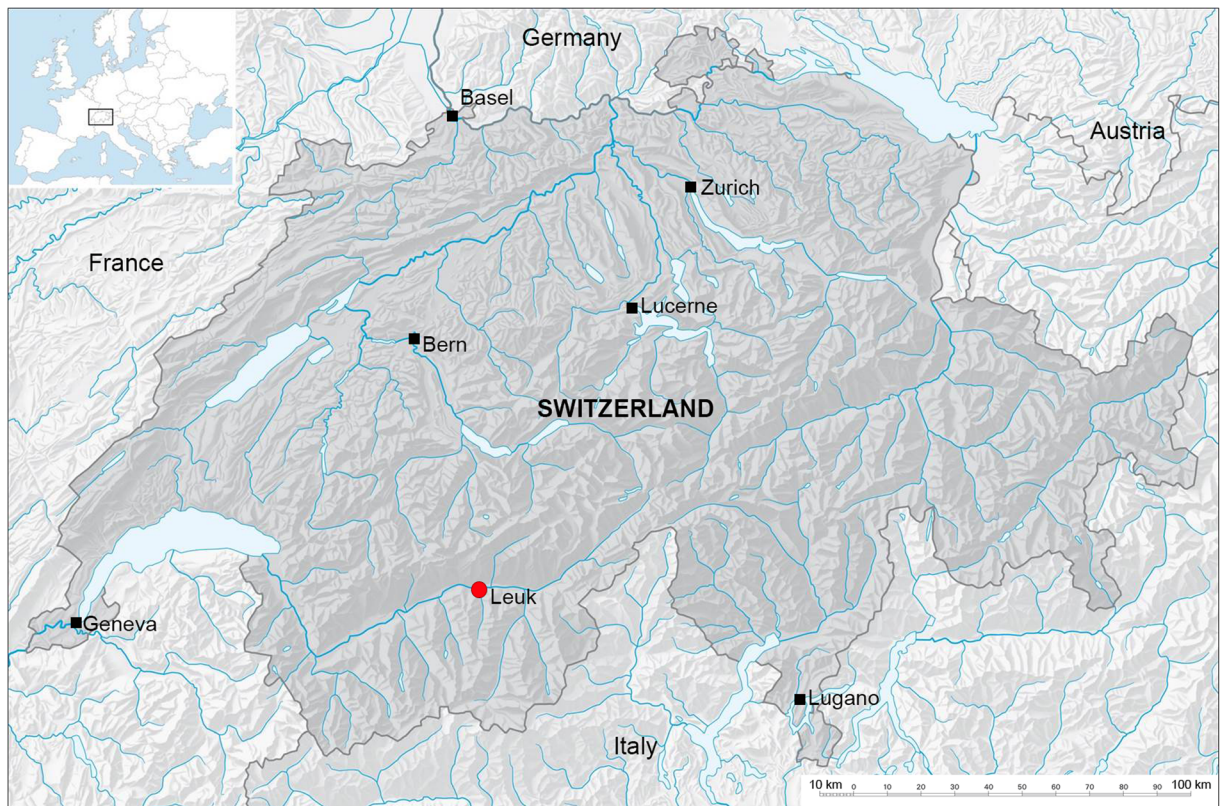 Germany
Basel
Austria
Zurich
France
Lucerne
Bern
SWITZERLAND
Leuk
Geneva
Lugano
Italy
10 km 0 10 20 30 40 50 60 70 80 90 100 km